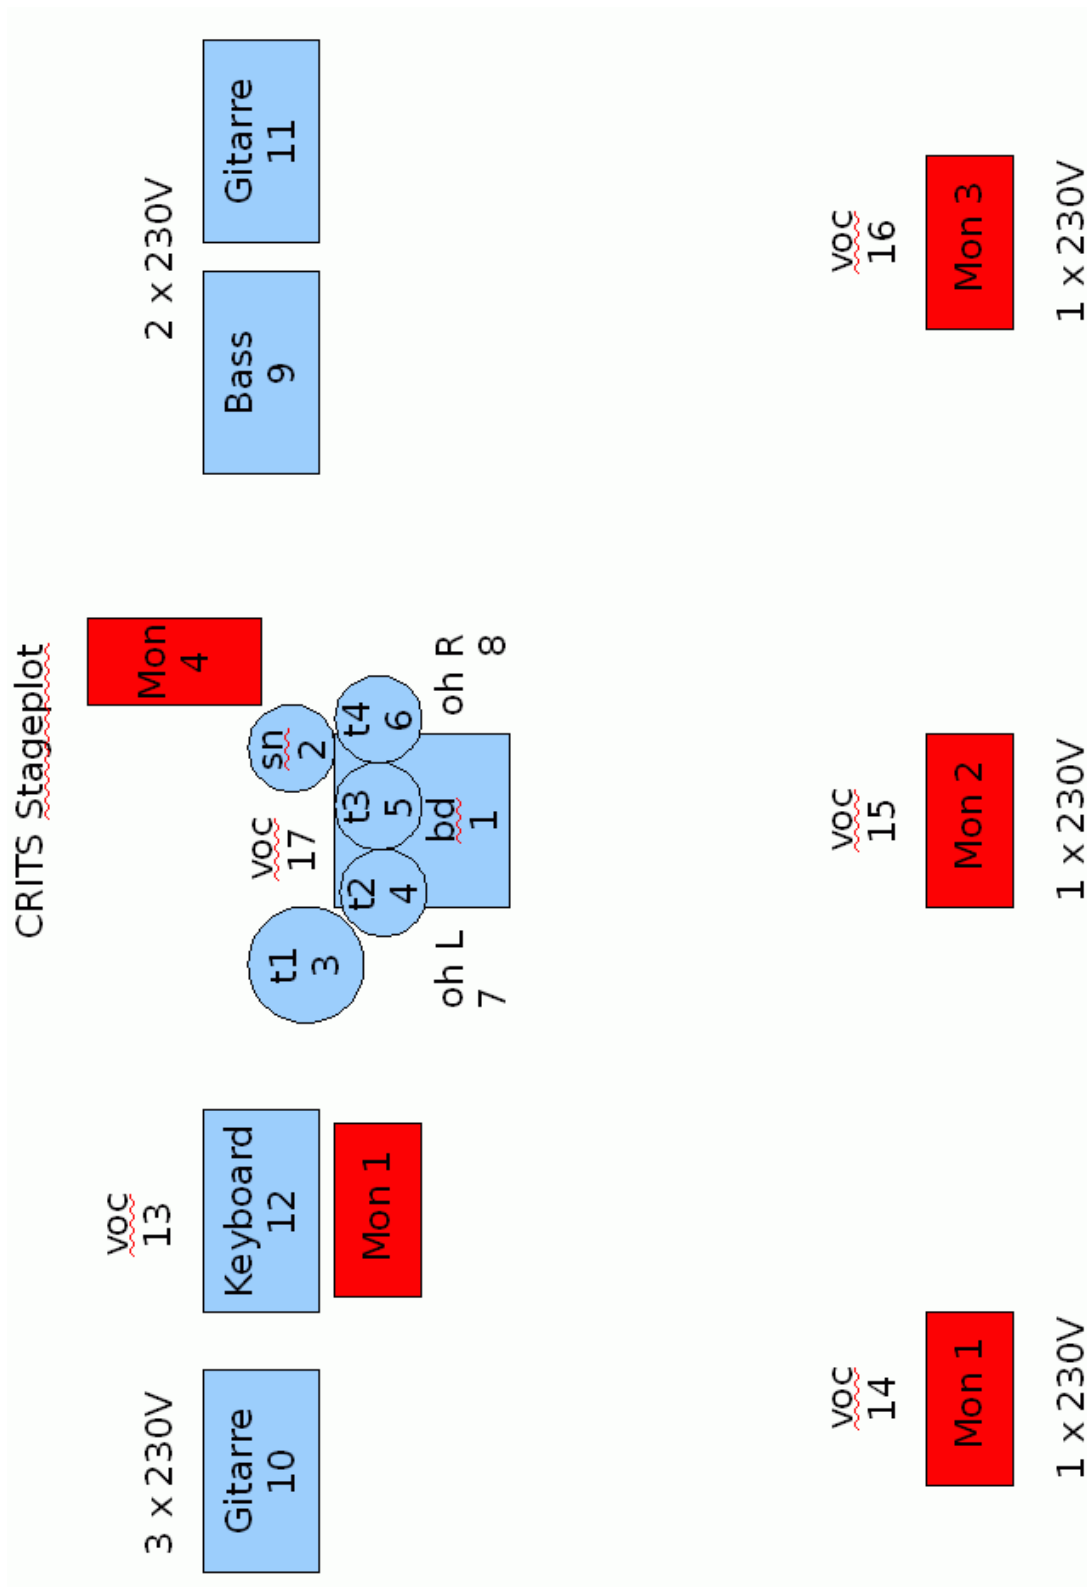 CRITS Stageplot
3 x 230V
voc
13
2 x 230V
Gitarre
10
Keyboard
12
Mon 1
t1
3
voc
17
sn
2
Mon
4
t2
4
t3
5
t4
6
bd
1
oh L
7
oh R
8
Bass
9
Gitarre
11
voc
14
Mon 1
1 x 230V
voc
15
Mon 2
1 x 230V
voc
16
Mon 3
1 x 230V